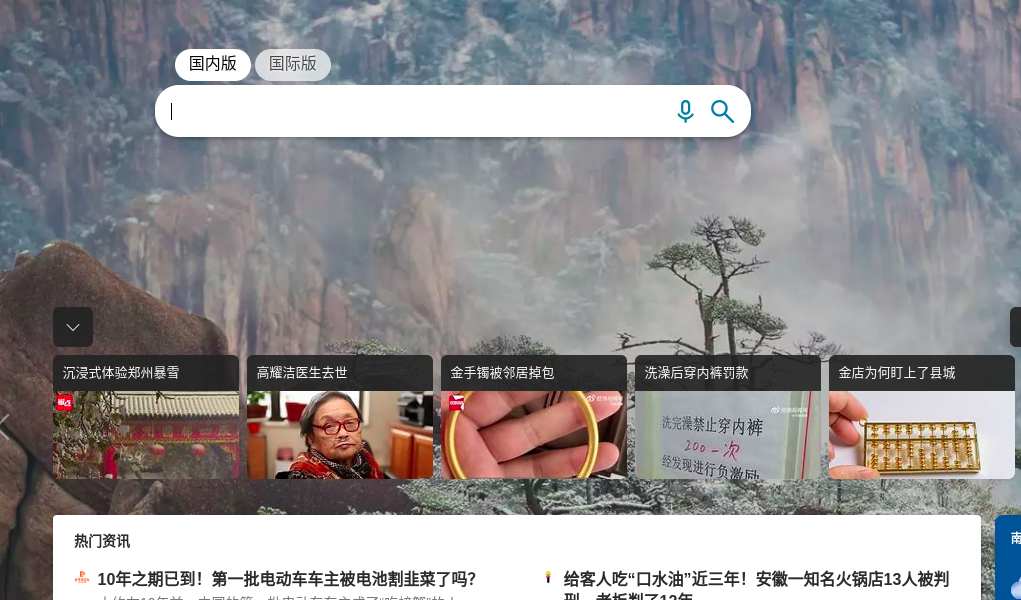 国内版 国际版
沉浸式体验郑州暴雪
高耀洁医生去世
金手镯被邻居掉包
洗澡后穿内裤罚款
金店为何盯上了县城
洗完澡禁止穿内裤
200一次
经发现进行负激励
热门资讯
南
10年之期已到！第一批电动车车主被电池割韭菜了吗？
给客人吃“口水油”近三年！安徽一知名火锅店13人被判